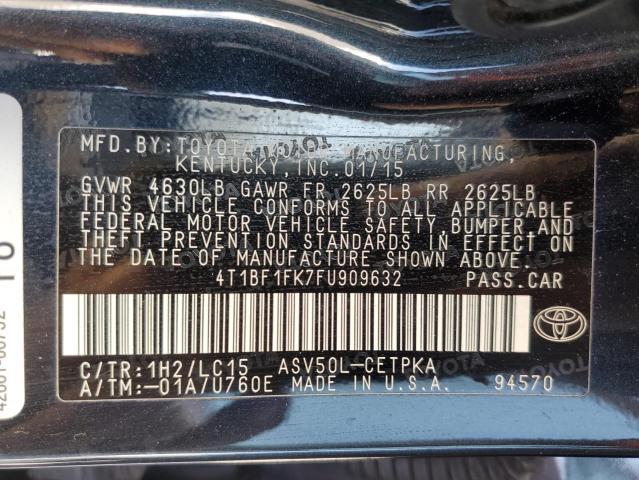 MFD. BY: TOYOTA MANUFACTURING,
KENTUCKY, INC. 01/15
GVWR 4630LB GAWR FR 2625LB RR 2625LB
THIS VEHICLE CONFORMS TO ALL APPLICABLE
FEDERAL MOTOR VEHICLE SAFETY, BUMPER, AND
THEFT PREVENTION STANDARDS IN EFFECT ON
THE DATE OF MANUFACTURE SHOWN ABOVE.
4T1BF1FK7FU909632 PASS. CAR
C/TR: 1H2/LC15 ASV50L-CETPKA
A/TM: -01A/U760E MADE IN U.S.A. 94570